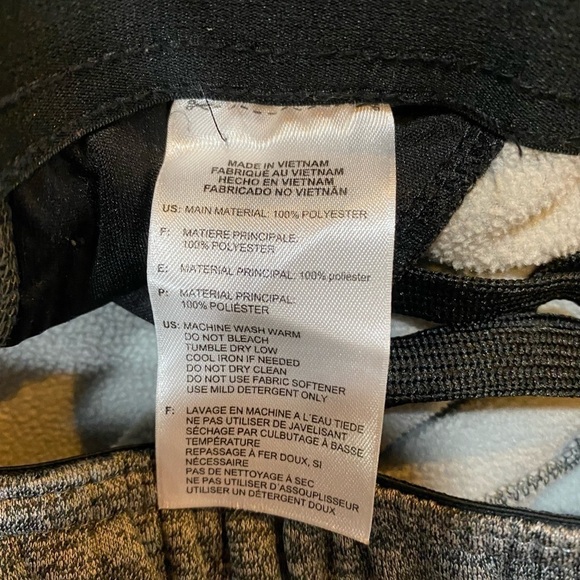 MADE IN VIETNAM
FABRIQUÉ AU VIETNAM
HECHO EN VIETNAM
FABRICADO NO VIETNÃN
US: MAIN MATERIAL: 100% POLYESTER
F: MATIERE PRINCIPALE:
100% POLYESTER
E: MATERIAL PRINCIPAL: 100% poliéster
P: MATERIAL PRINCIPAL:
100% POLIÉSTER
US: MACHINE WASH WARM
DO NOT BLEACH
TUMBLE DRY LOW
COOL IRON IF NEEDED
DO NOT DRY CLEAN
DO NOT USE FABRIC SOFTENER
USE MILD DETERGENT ONLY
F: LAVAGE EN MACHINE A L'EAU TIEDE
NE PAS UTILISER DE JAVELISANT
SÉCHAGE PAR CULBUTAGE À BASSE
TEMPÉRATURE
REPASSAGE À FER DOUX, SI
NÉCESSAIRE
PAS DE NETTOYAGE À SEC
NE PAS UTILISER D'ASSOUPLISSEUR
UTILISER UN DÉTERGENT DOUX